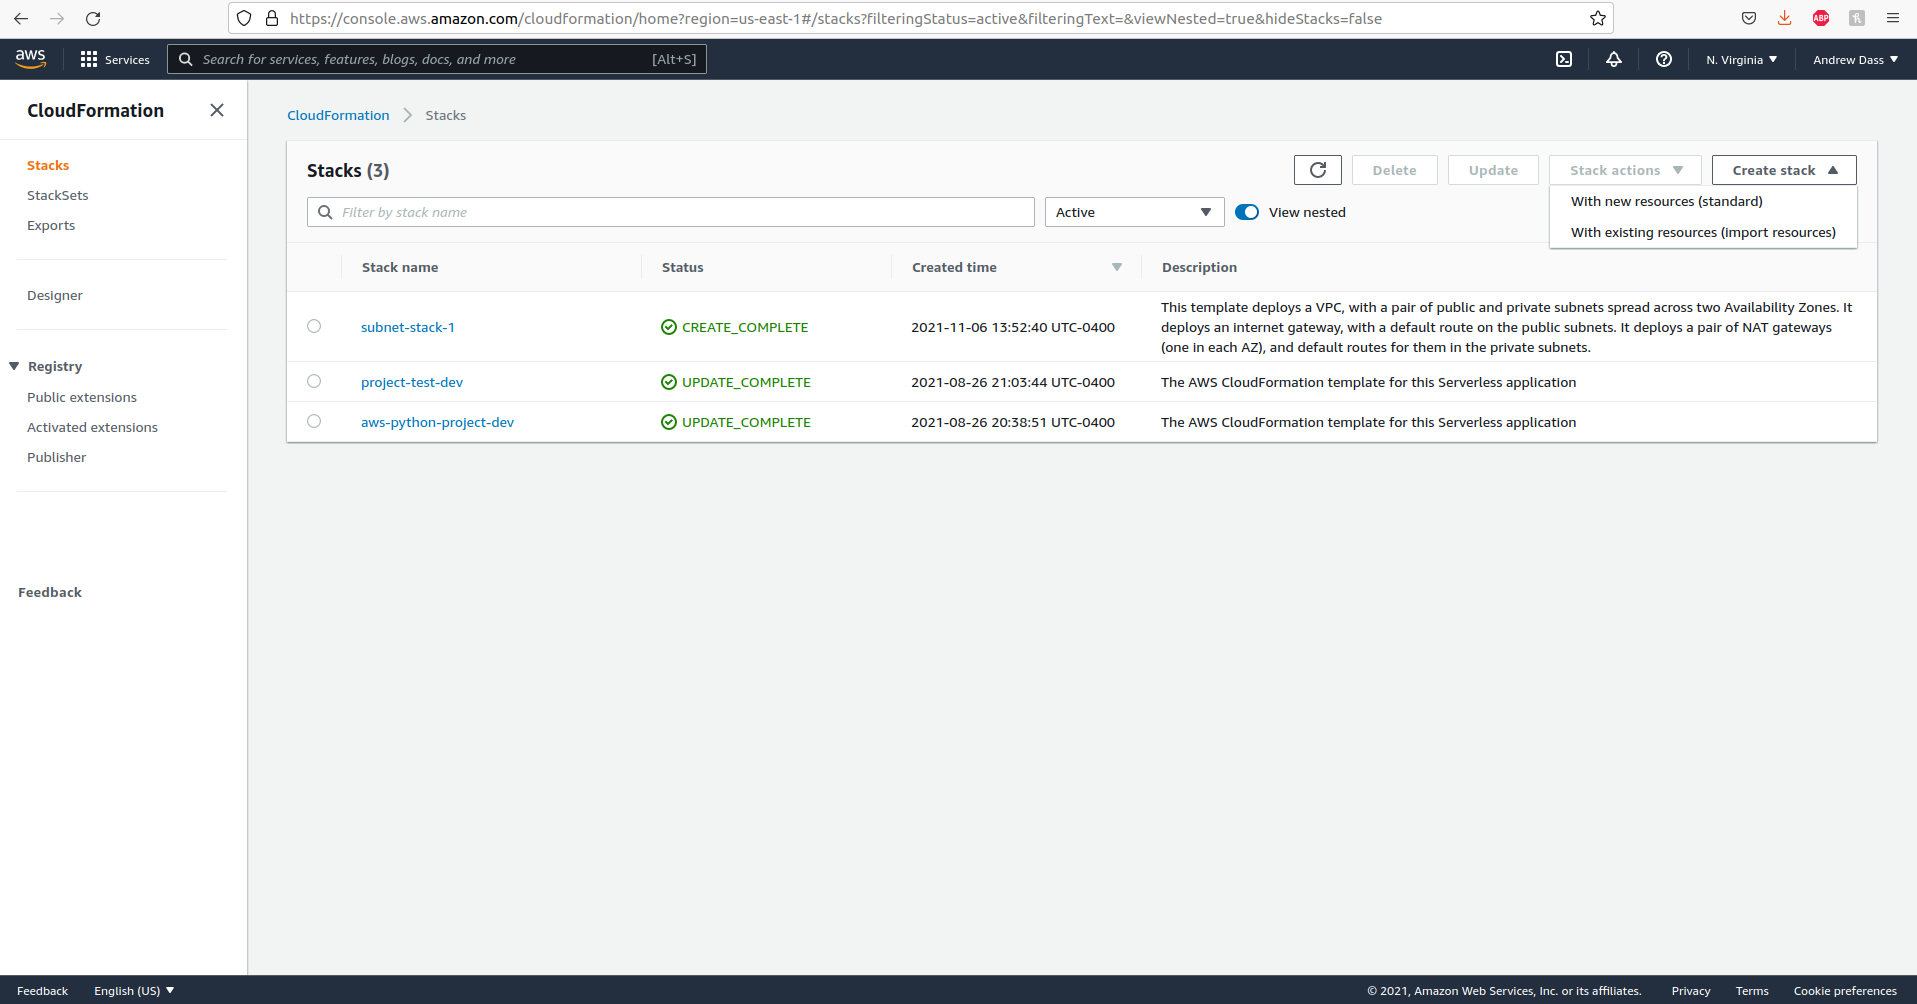 https://console.aws.amazon.com/cloudformation/home?region=us-east-1#/stacks?filteringStatus=active&filteringText=&viewNested=true&hideStacks=false
ABP
aws
Services
Search for services, features, blogs, docs, and more
[Alt+S]
N. Virginia
Andrew Dass
CloudFormation
Stacks
StackSets
Exports
Designer
Registry
Public extensions
Activated extensions
Publisher
Feedback
CloudFormation
Stacks
Stacks (3)
Delete
Update
Stack actions
Create stack
With new resources (standard)
With existing resources (import resources)
Filter by stack name
Active
View nested
Stack name
Status
Created time
Description
subnet-stack-1
CREATE_COMPLETE
2021-11-06 13:52:40 UTC-0400
This template deploys a VPC, with a pair of public and private subnets spread across two Availability Zones. It
deploys an internet gateway, with a default route on the public subnets. It deploys a pair of NAT gateways
(one in each AZ), and default routes for them in the private subnets.
project-test-dev
UPDATE_COMPLETE
2021-08-26 21:03:44 UTC-0400
The AWS CloudFormation template for this Serverless application
aws-python-project-dev
UPDATE_COMPLETE
2021-08-26 20:38:51 UTC-0400
The AWS CloudFormation template for this Serverless application
Feedback
English (US)
© 2021, Amazon Web Services, Inc. or its affiliates.
Privacy
Terms
Cookie preferences